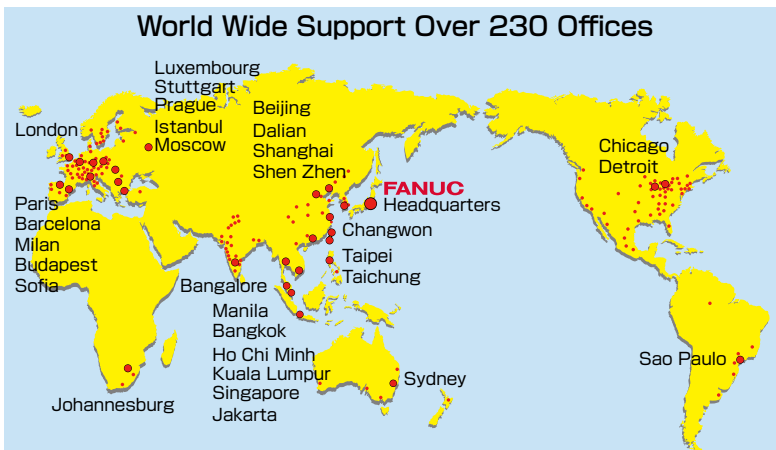 World Wide Support Over 230 Offices
Luxembourg
Stuttgart
Prague
Istanbul
Moscow
London
Beijing
Dalian
Shanghai
Shen Zhen
Chicago
Detroit
FANUC
Headquarters
Changwon
Taipei
Taichung
Paris
Barcelona
Milan
Budapest
Sofia
Bangalore
Manila
Bangkok
Ho Chi Minh
Kuala Lumpur
Singapore
Jakarta
Sydney
Sao Paulo
Johannesburg